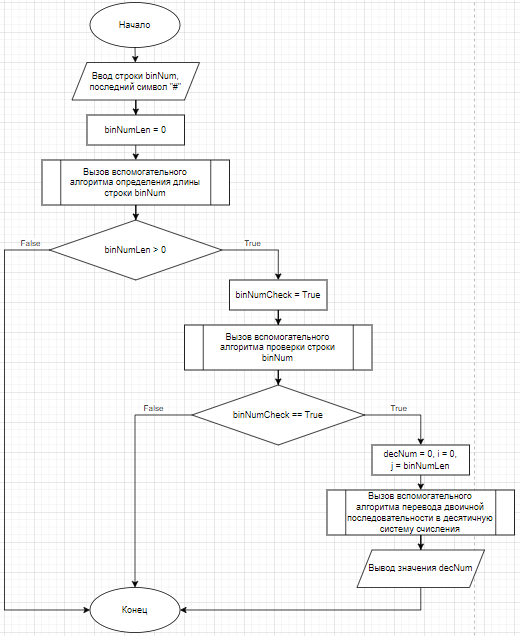 Начало
Ввод строки binNum,
последний символ "#"
binNumLen = 0
Вызов вспомогательного
алгоритма определения длины
строки binNum
False
binNumLen > 0
True
binNumCheck = True
Вызов вспомогательного
алгоритма проверки строки
binNum
False
binNumCheck == True
True
decNum = 0, i = 0,
j = binNumLen
Вызов вспомогательного
алгоритма перевода двоичной
последовательности в десятичную
систему счисления
Вывод значения decNum
Конец